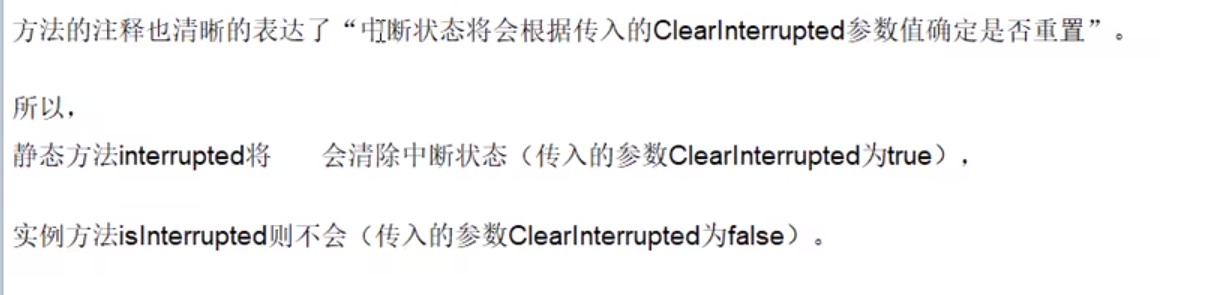 方法的注释也清晰的表达了“中断状态将会根据传入的ClearInterrupted参数值确定是否重置”。
所以，
静态方法interrupted将 会清除中断状态（传入的参数ClearInterrupted为true），
实例方法isInterrupted则不会（传入的参数ClearInterrupted为false）。